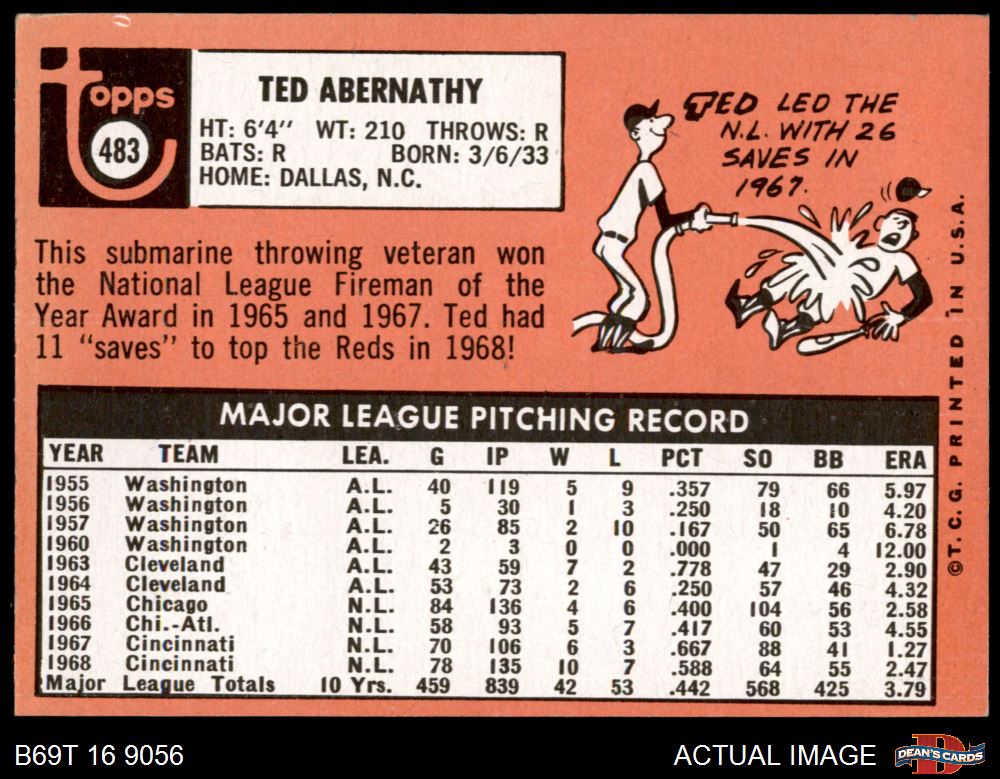 Topps
483
TED ABERNATHY
HT: 6'4" WT: 210 THROWS: R
BATS: R BORN: 3/6/33
HOME: DALLAS, N.C.
TED LED THE
N.L. WITH 26
SAVES IN
1967.
This submarine throwing veteran won
the National League Fireman of the
Year Award in 1965 and 1967. Ted had
11 "saves" to top the Reds in 1968!
MAJOR LEAGUE PITCHING RECORD
YEAR TEAM LEA. G IP W L PCT SO BB ERA
1955 Washington A.L. 40 119 5 9 .357 79 66 5.97
1956 Washington A.L. 5 30 1 3 .250 18 10 4.20
1957 Washington A.L. 26 85 2 10 .167 50 65 6.78
1960 Washington A.L. 2 3 0 0 .000 1 4 12.00
1963 Cleveland A.L. 43 59 7 2 .778 47 29 2.90
1964 Cleveland A.L. 53 73 2 6 .250 57 46 4.32
1965 Chicago N.L. 84 136 4 6 .400 104 56 2.58
1966 Chi.-Atl. N.L. 58 93 5 7 .417 60 53 4.55
1967 Cincinnati N.L. 70 106 6 3 .667 88 41 1.27
1968 Cincinnati N.L. 78 135 10 7 .588 64 55 2.47
Major League Totals 10 Yrs. 459 839 42 53 .442 568 425 3.79
©T.C.G. PRINTED IN U.S.A.
B69T 16 9056
ACTUAL IMAGE
DEAN'S CARDS